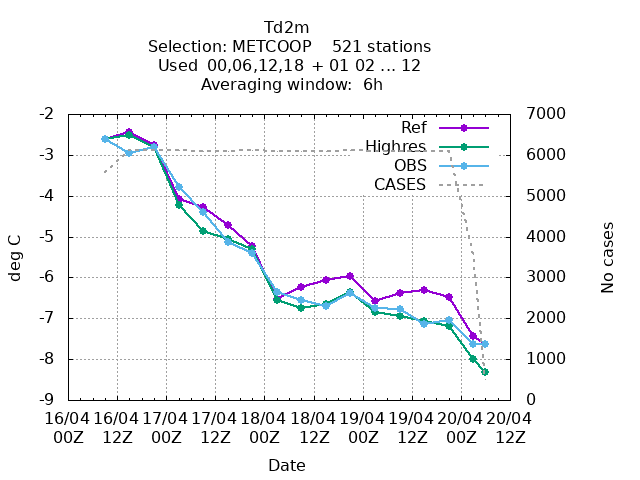 Td2m
Selection: METCOOP    521 stations
Used  00,06,12,18  + 01 02 ... 12
Averaging window:  6h
Ref
Highres
OBS
CASES
-2
-3
-4
-5
-6
-7
-8
-9
deg C
7000
6000
5000
4000
3000
2000
1000
0
No cases
16/04 16/04 17/04 17/04 18/04 18/04 19/04 19/04 20/04 20/04
00Z 12Z 00Z 12Z 00Z 12Z 00Z 12Z 00Z 12Z
Date